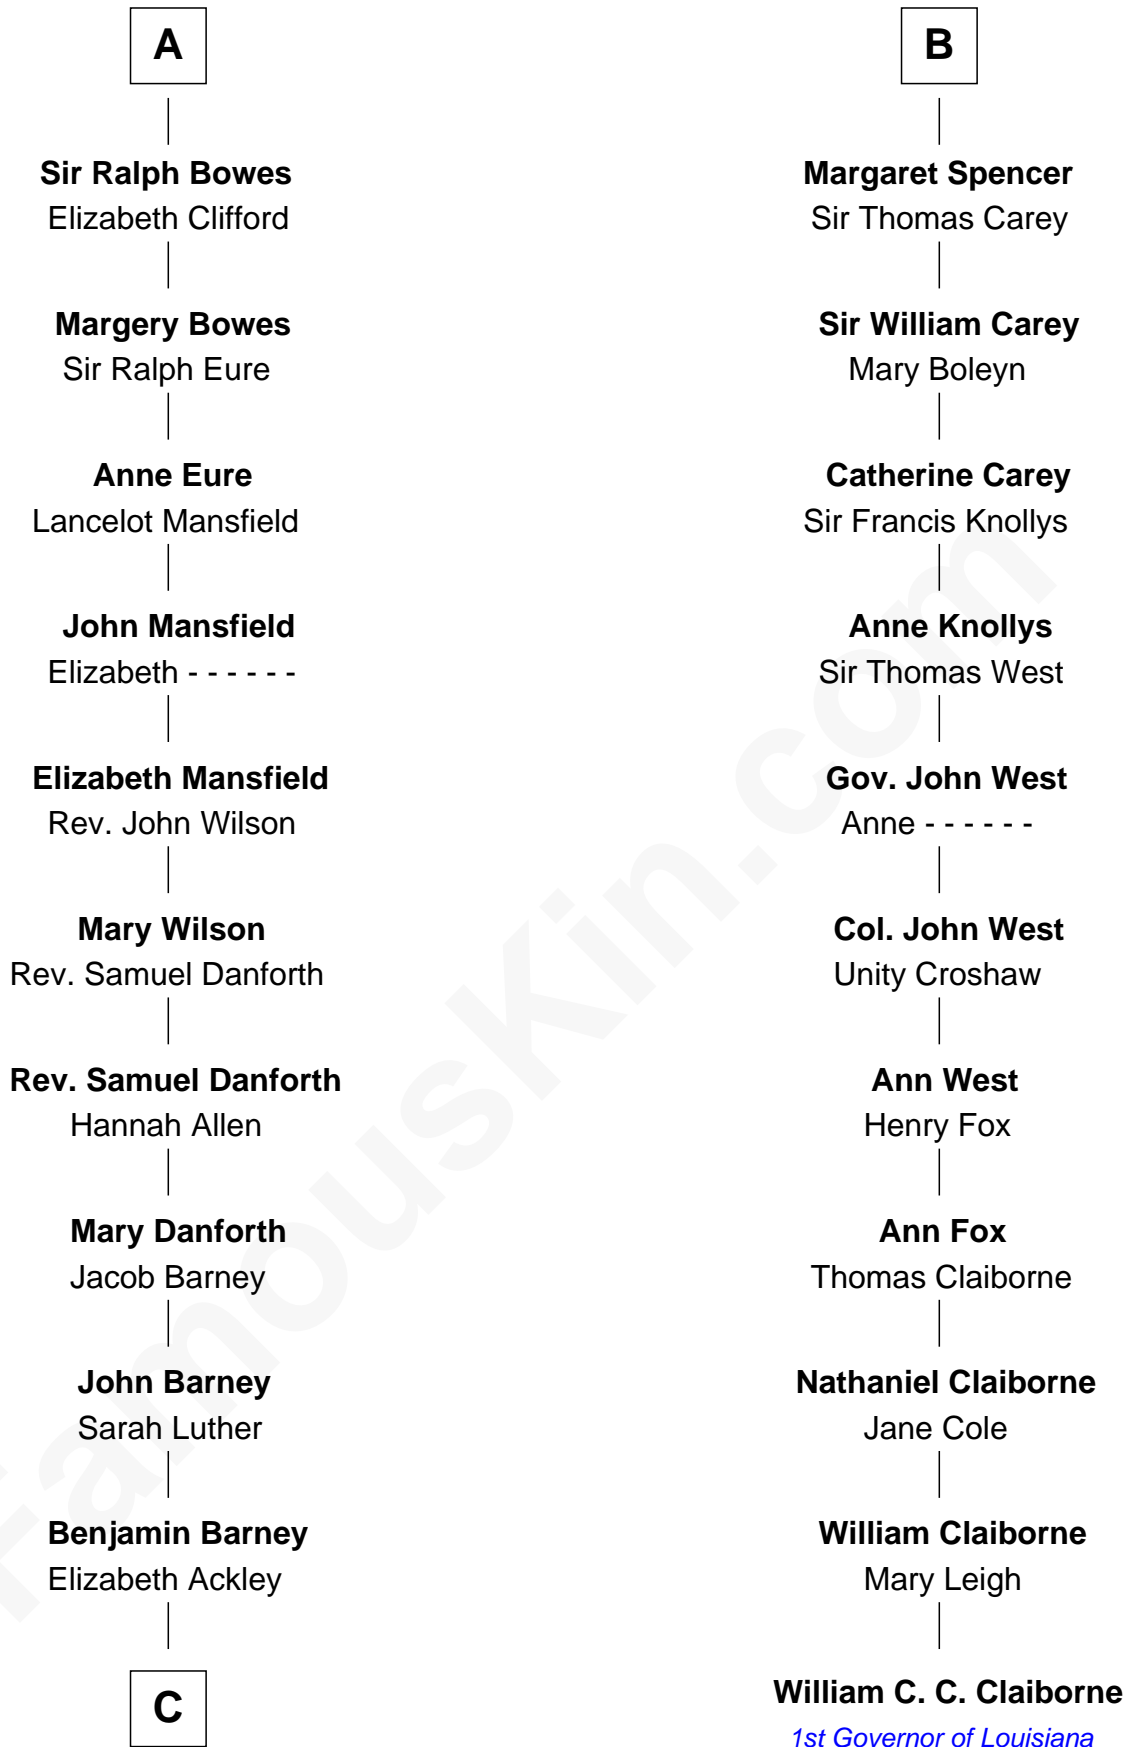 A
Sir Ralph Bowes
Elizabeth Clifford
Margery Bowes
Sir Ralph Eure
Anne Eure
Lancelot Mansfield
John Mansfield
Elizabeth - - - - - -
Elizabeth Mansfield
Rev. John Wilson
Mary Wilson
Rev. Samuel Danforth
Rev. Samuel Danforth
Hannah Allen
Mary Danforth
Jacob Barney
John Barney
Sarah Luther
Benjamin Barney
Elizabeth Ackley
C
B
Margaret Spencer
Sir Thomas Carey
Sir William Carey
Mary Boleyn
Catherine Carey
Sir Francis Knollys
Anne Knollys
Sir Thomas West
Gov. John West
Anne - - - - - -
Col. John West
Unity Croshaw
Ann West
Henry Fox
Ann Fox
Thomas Claiborne
Nathaniel Claiborne
Jane Cole
William Claiborne
Mary Leigh
William C. C. Claiborne
1st Governor of Louisiana
FamousKin.com